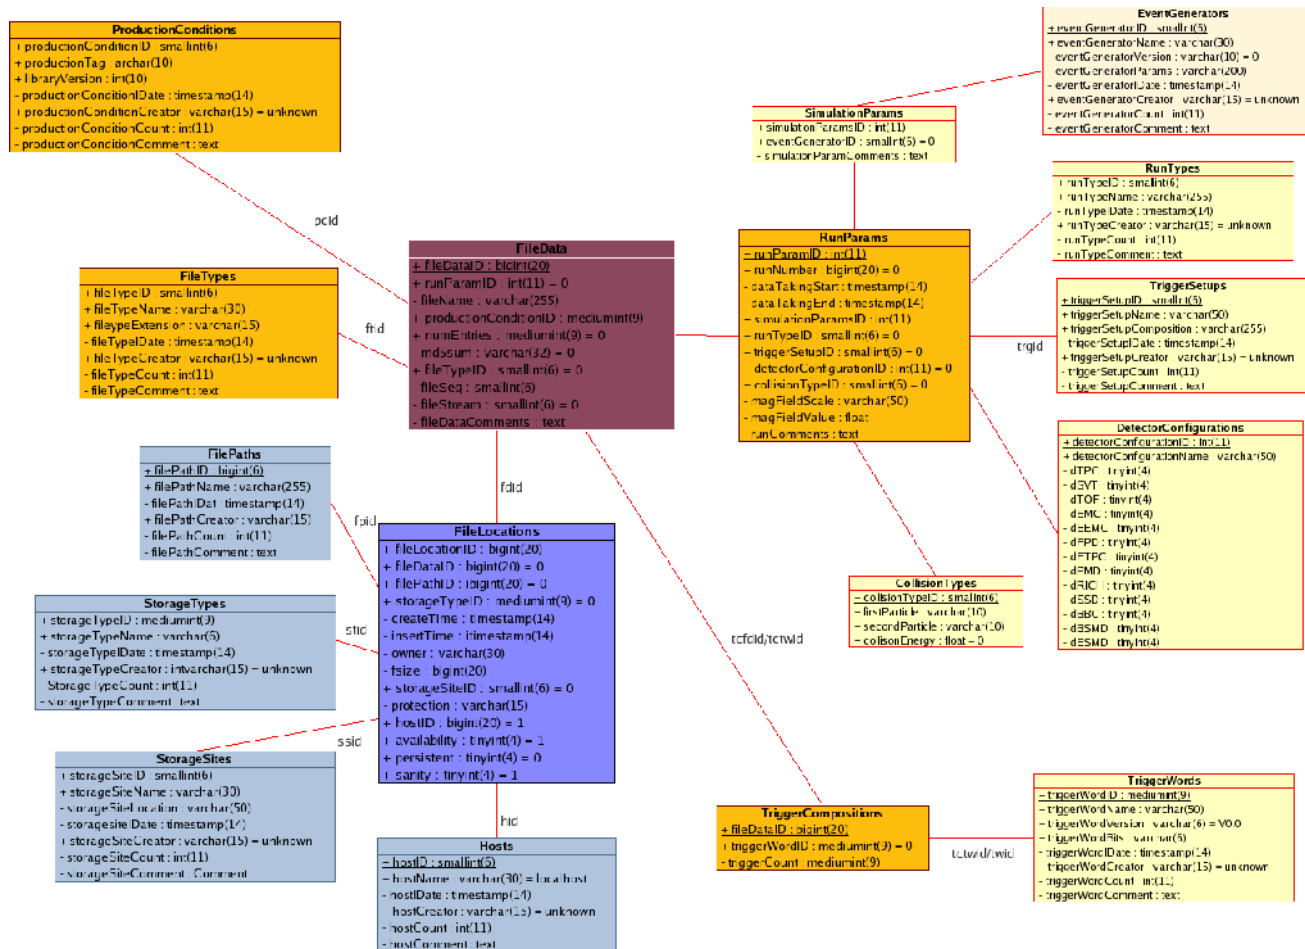 ProductionConditions
+ productionConditionID : smallint(6)
+ productionTag : archar(10)
+ libraryVersion : int(10)
- productionConditionIDate : timestamp(14)
+ productionConditionCreator : varchar(15) = unknown
- productionConditionCount : int(11)
- productionConditionComment : text
EventGenerators
+ eventGeneratorID : smallint(6)
+ eventGeneratorName : varchar(30)
eventGeneratorVersion : varchar(10) = 0
eventGeneratorParams : varchar(200)
eventGeneratorIDate : timestamp(14)
+ eventGeneratorCreator : varchar(15) = unknown
- eventGeneratorCount : int(11)
- eventGeneratorComment : text
SimulationParams
+ simulationParamsID : int(11)
+ eventGeneratorID : smallint(6) = 0
- simulationParamComments : text
RunTypes
+ runTypeID : smallint(6)
+ runTypeName : varchar(255)
- runTypeIDate : timestamp(14)
+ runTypeCreator : varchar(15) = unknown
- runTypeCount : int(11)
- runTypeComment : text
pcid
FileData
+ fileDataID : bigint(20)
+ runParamID : int(11) = 0
- fileName : varchar(255)
+ productionConditionID : mediumint(9)
+ numEntries : mediumint(9) = 0
md5sum : varchar(32) = 0
+ fileTypeID : smallint(6) = 0
fileSeq : smallint(6)
- fileStream : smallint(6) = 0
- fileDataComments : text
RunParams
+ runParamID : int(11)
~ runNumber : bigint(20) = 0
- dataTakingStart : timestamp(14)
dataTakingEnd : timestamp(14)
~ simulationParamsID : int(11)
~ runTypeID : smallint(6) = 0
~ triggerSetupID : smallint(6) = 0
detectorConfigurationID : int(11) = 0
~ collisionTypeID : smallint(6) = 0
- magFieldScale : varchar(50)
- magFieldValue : float
runComments : text
FileTypes
+ fileTypeID : smallint(6)
+ fileTypeName : varchar(30)
+ fileypeExtension : varchar(15)
- fileTypeIDate : timestamp(14)
+ fileTypeCreator : varchar(15) = unknown
- fileTypeCount : int(11)
- fileTypeComment : text
ftid
trgid
TriggerSetups
+ triggerSetupID : smallint(6)
+ triggerSetupName : varchar(50)
+ triggerSetupComposition : varchar(255)
triggerSetupIDate : timestamp(14)
+ triggerSetupCreator : varchar(15) = unknown
- triggerSetupCount : int(11)
- triggerSetupComment : text
DetectorConfigurations
+ detectorConfigurationID : int(11)
+ detectorConfigurationName : varchar(50)
- dTPC : tinyint(4)
- dSVT : tinyint(4)
dTOF : tinyint(4)
- dEMC : tinyint(4)
- dEEMC : tinyint(4)
- dFPD : tinyint(4)
- dFTPC : tinyint(4)
- dPMD : tinyint(4)
- dRICH : tinyint(4)
dSSD : tinyint(4)
- dBBC : tinyint(4)
- dBSMD : tinyint(4)
- dESMD : tinyint(4)
FilePaths
+ filePathID : bigint(6)
+ filePathName : varchar(255)
- filePathIDat : timestamp(14)
+ filePathCreator : varchar(15)
- filePathCount : int(11)
- filePathComment : text
fdid
fpid
FileLocations
+ fileLocationID : bigint(20)
+ fileDataID : bigint(20) = 0
+ filePathID : ibigint(20) = 0
+ storageTypeID : mediumint(9) = 0
- createTime : timestamp(14)
- insertTime : itimestamp(14)
- owner : varchar(30)
- fsize : bigint(20)
+ storageSiteID : smallint(6) = 0
- protection : varchar(15)
+ hostID : bigint(20) = 1
+ availability : tinyint(4) = 1
+ persistent : tinyint(4) = 0
+ sanity : tinyint(4) = 1
StorageTypes
+ storageTypeID : mediumint(9)
+ storageTypeName : varchar(6)
- storageTypeIDate : timestamp(14)
+ storageTypeCreator : intvarchar(15) = unknown
StorageTypeCount : int(11)
- storageTypeComment : text
stid
CollisionTypes
~ collisionTypeID : smallint(6)
~ firstParticle : varchar(10)
~ secondParticle : varchar(10)
~ collisonEnergy : float = 0
tcfdid/tctwid
ssid
StorageSites
+ storageSiteID : smallint(6)
+ storageSiteName : varchar(30)
- storageSiteLocation : varchar(50)
- storagesiteIDate : timestamp(14)
+ storageSiteCreator : varchar(15) = unknown
- storageSiteCount : int(11)
- storageSiteComment : Comment
hid
Hosts
~ hostID : smallint(6)
~ hostName : varchar(30) = localhost
- hostIDate : timestamp(14)
hostCreator : varchar(15) = unknown
- hostCount : int(11)
- hostComment : text
TriggerCompositions
+ fileDataID : bigint(20)
+ triggerWordID : mediumint(9) = 0
- triggerCount : mediumint(9)
tctwid/twid
TriggerWords
~ triggerWordID : mediumint(9)
~ triggerWordName : varchar(50)
~ triggerWordVersion : varchar(6) = V0.0
~ triggerWordBits : varchar(6)
- triggerWordIDate : timestamp(14)
triggerWordCreator : varchar(15) = unknown
- triggerWordCount : int(11)
- triggerWordComment : text